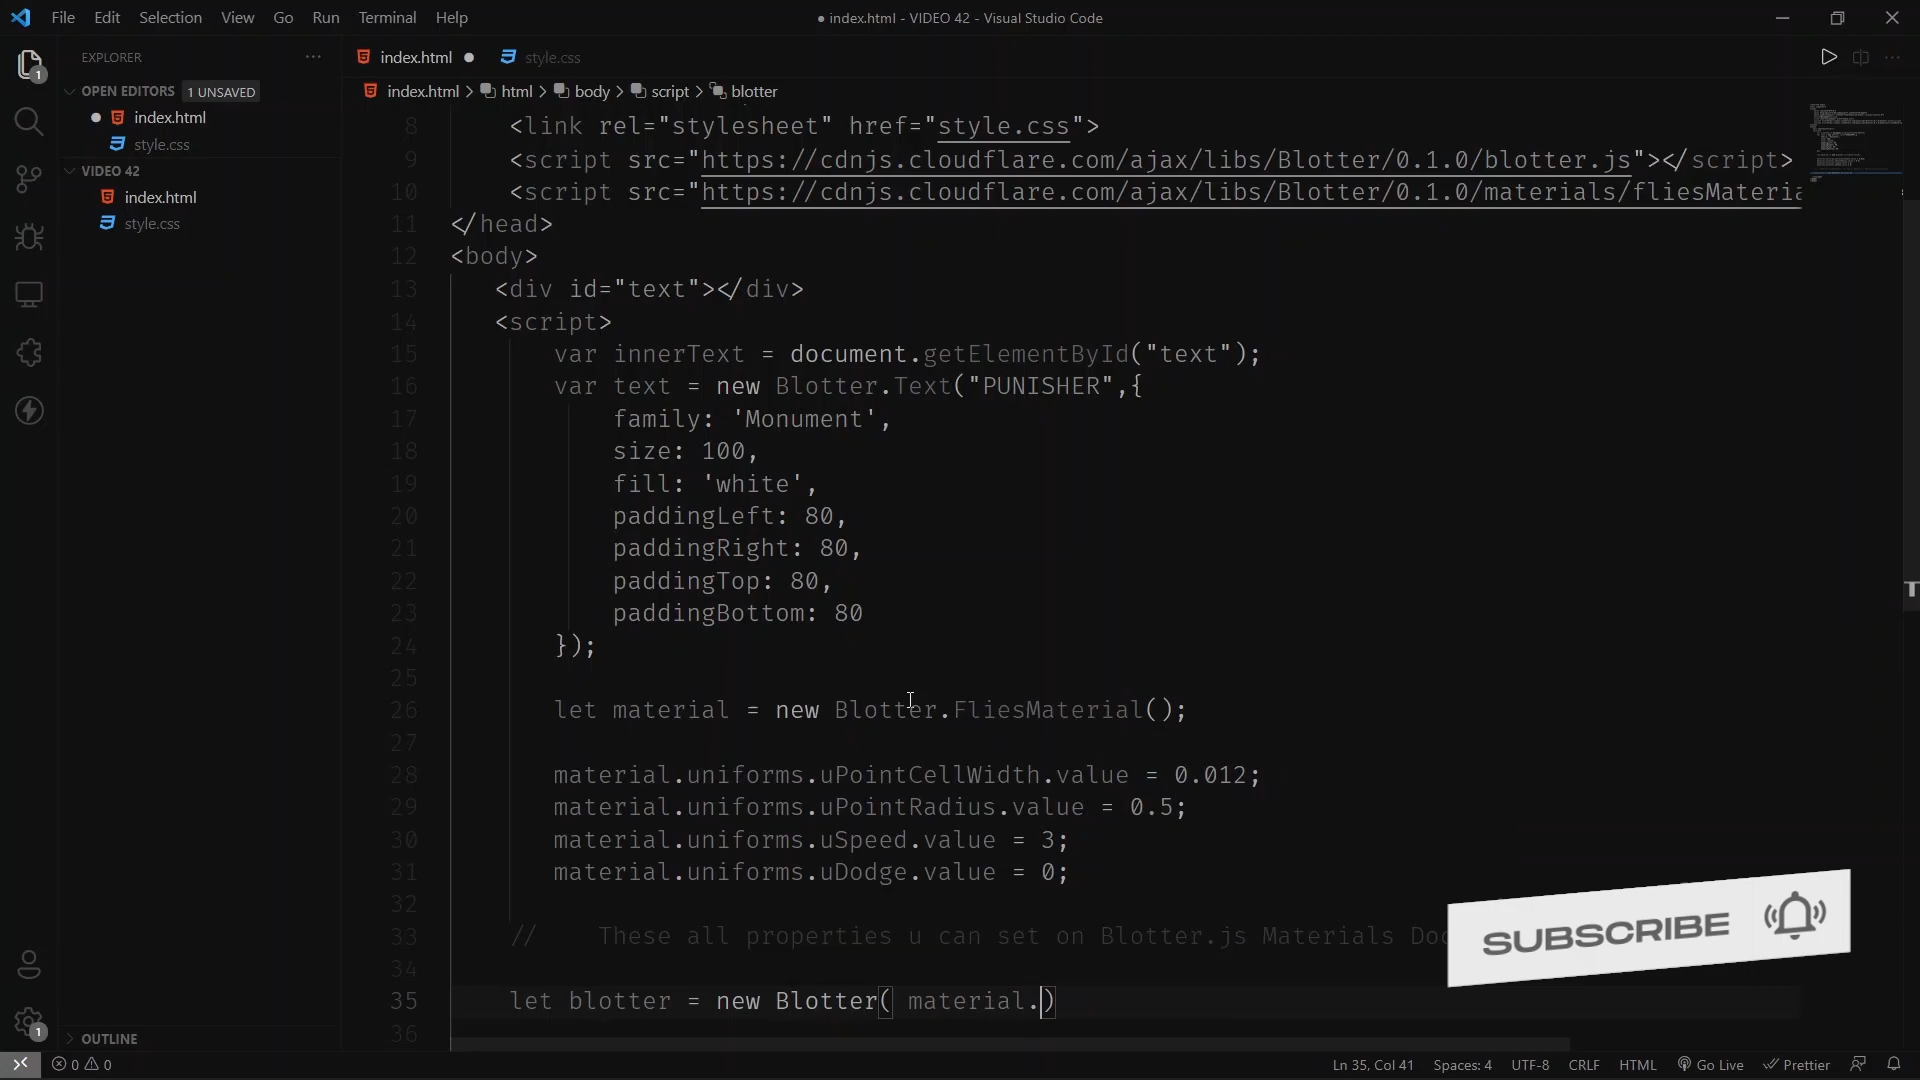 File Edit Selection View Go Run Terminal Help
● index.html - VIDEO 42 - Visual Studio Code
EXPLORER
OPEN EDITORS 1 UNSAVED
index.html
style.css
VIDEO 42
index.html
style.css
OUTLINE
1
1
index.html
style.css
index.html > html > body > script > blotter
8 <link rel="stylesheet" href="style.css">
9 <script src="https://cdnjs.cloudflare.com/ajax/libs/Blotter/0.1.0/blotter.js"></script>
10 <script src="https://cdnjs.cloudflare.com/ajax/libs/Blotter/0.1.0/materials/fliesMateria
11 </head>
12 <body>
13 <div id="text"></div>
14 <script>
15 var innerText = document.getElementById("text");
16 var text = new Blotter.Text("PUNISHER",{
17 family: 'Monument',
18 size: 100,
19 fill: 'white',
20 paddingLeft: 80,
21 paddingRight: 80,
22 paddingTop: 80,
23 paddingBottom: 80
24 });
25
26 let material = new Blotter.FliesMaterial();
27
28 material.uniforms.uPointCellWidth.value = 0.012;
29 material.uniforms.uPointRadius.value = 0.5;
30 material.uniforms.uSpeed.value = 3;
31 material.uniforms.uDodge.value = 0;
32
33 // These all properties u can set on Blotter.js Materials Doc
34
35 let blotter = new Blotter( material.)
36
SUBSCRIBE
0 0
Ln 35, Col 41 Spaces: 4 UTF-8 CRLF HTML Go Live Prettier